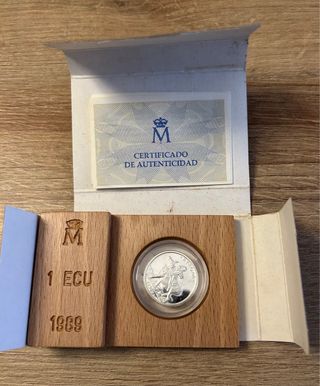 M
CERTIFICADO
DE AUTENTICIDAD
M
1 ECU
1989